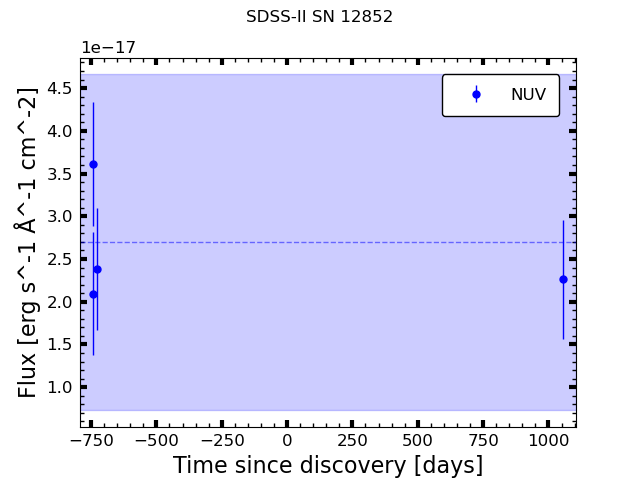 SDSS-II SN 12852
1e−17
NUV
4.5
4.0
3.5
3.0
2.5
2.0
1.5
1.0
Flux [erg s^-1 Å^-1 cm^-2]
−750 −500 −250 0 250 500 750 1000
Time since discovery [days]